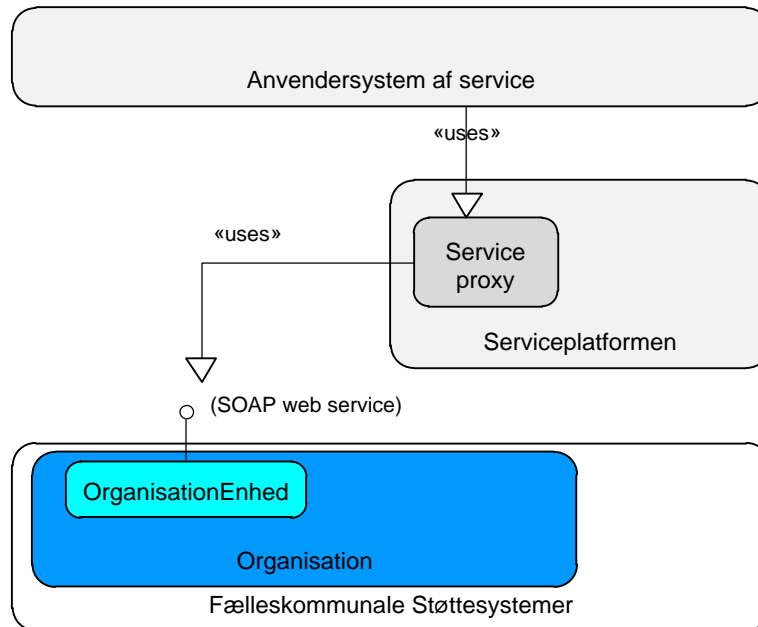 Anvendersystem af service
«uses»
«uses»
Service
proxy
Serviceplatformen
(SOAP web service)
OrganisationEnhed
Organisation
Fælleskommunale Støttesystemer